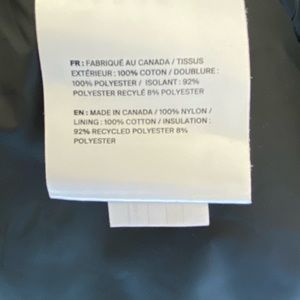 FR : FABRIQUÉ AU CANADA / TISSUS
EXTÉRIEUR : 100% COTON / DOUBLURE :
100% POLYESTER / ISOLANT : 92%
POLYESTER RECYLÉ 8% POLYESTER
EN : MADE IN CANADA / 100% NYLON /
LINING : 100% COTTON / INSULATION :
92% RECYCLED POLYESTER 8%
POLYESTER